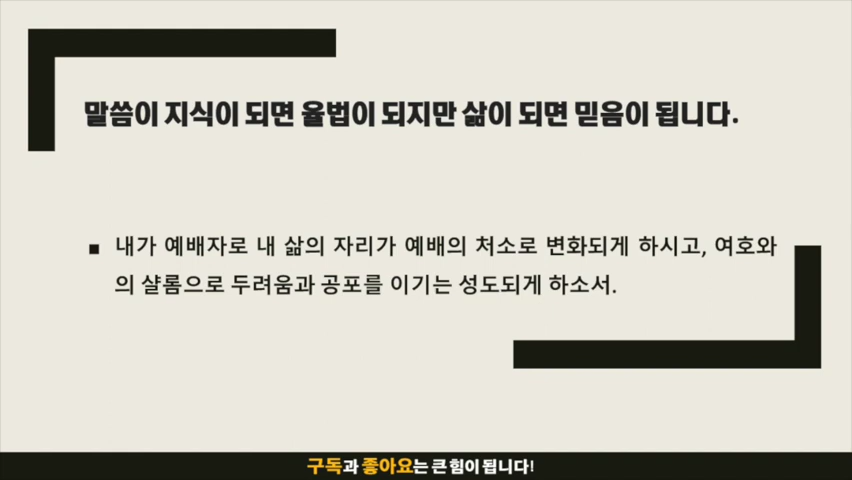 말씀이 지식이 되면 율법이 되지만 삶이 되면 믿음이 됩니다.
■ 내가 예배자로 내 삶의 자리가 예배의 처소로 변화되게 하시고, 여호와
의 샬롬으로 두려움과 공포를 이기는 성도되게 하소서.
구독과 좋아요는 큰 힘이 됩니다!